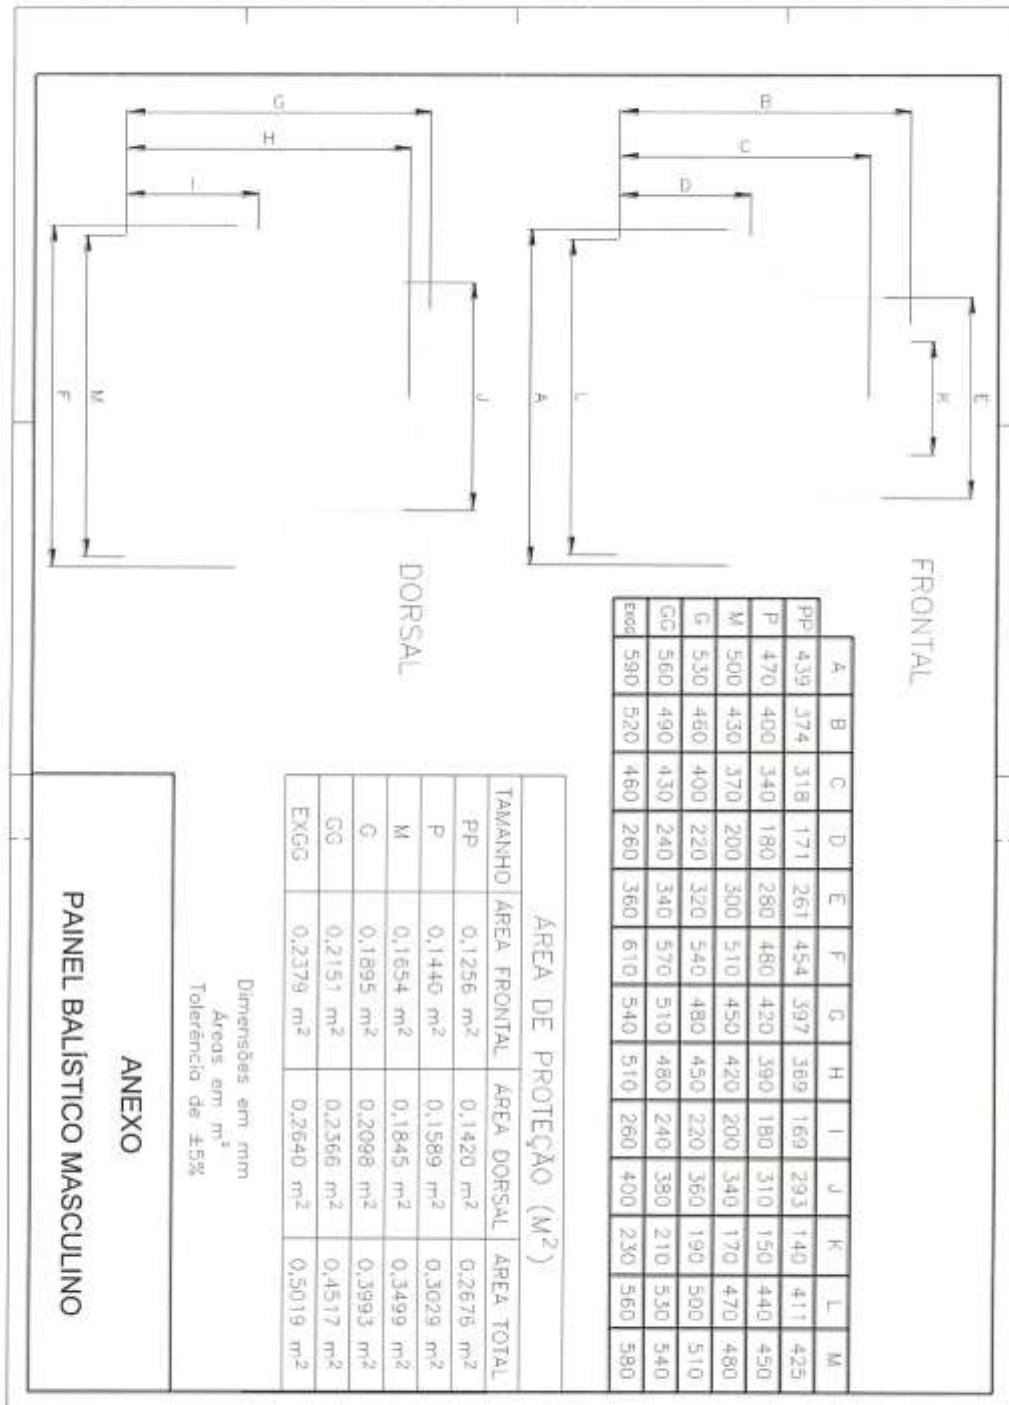 FRONTAL
B
C
D
A
L
E
K
DORSAL
G
H
I
F
M
J
A B C D E F G H I J K L M
PP 439 374 318 171 261 454 397 369 169 293 140 411 425
P 470 400 340 180 280 480 420 390 180 310 150 440 450
M 500 430 370 200 300 510 450 420 200 340 170 470 480
G 530 460 400 220 320 540 480 450 220 360 190 500 510
GG 560 490 430 240 340 570 510 480 240 380 210 530 540
EXGG 590 520 460 260 360 610 540 510 260 400 230 560 580
ÁREA DE PROTEÇÃO (M²)
TAMANHO ÁREA FRONTAL ÁREA DORSAL ÁREA TOTAL
PP 0,1256 m² 0,1420 m² 0,2676 m²
P 0,1440 m² 0,1589 m² 0,3029 m²
M 0,1654 m² 0,1845 m² 0,3499 m²
G 0,1895 m² 0,2098 m² 0,3993 m²
GG 0,2151 m² 0,2366 m² 0,4517 m²
EXGG 0,2379 m² 0,2640 m² 0,5019 m²
Dimensões em mm
Áreas em m²
Tolerência de ±5%
ANEXO
PAINEL BALÍSTICO MASCULINO